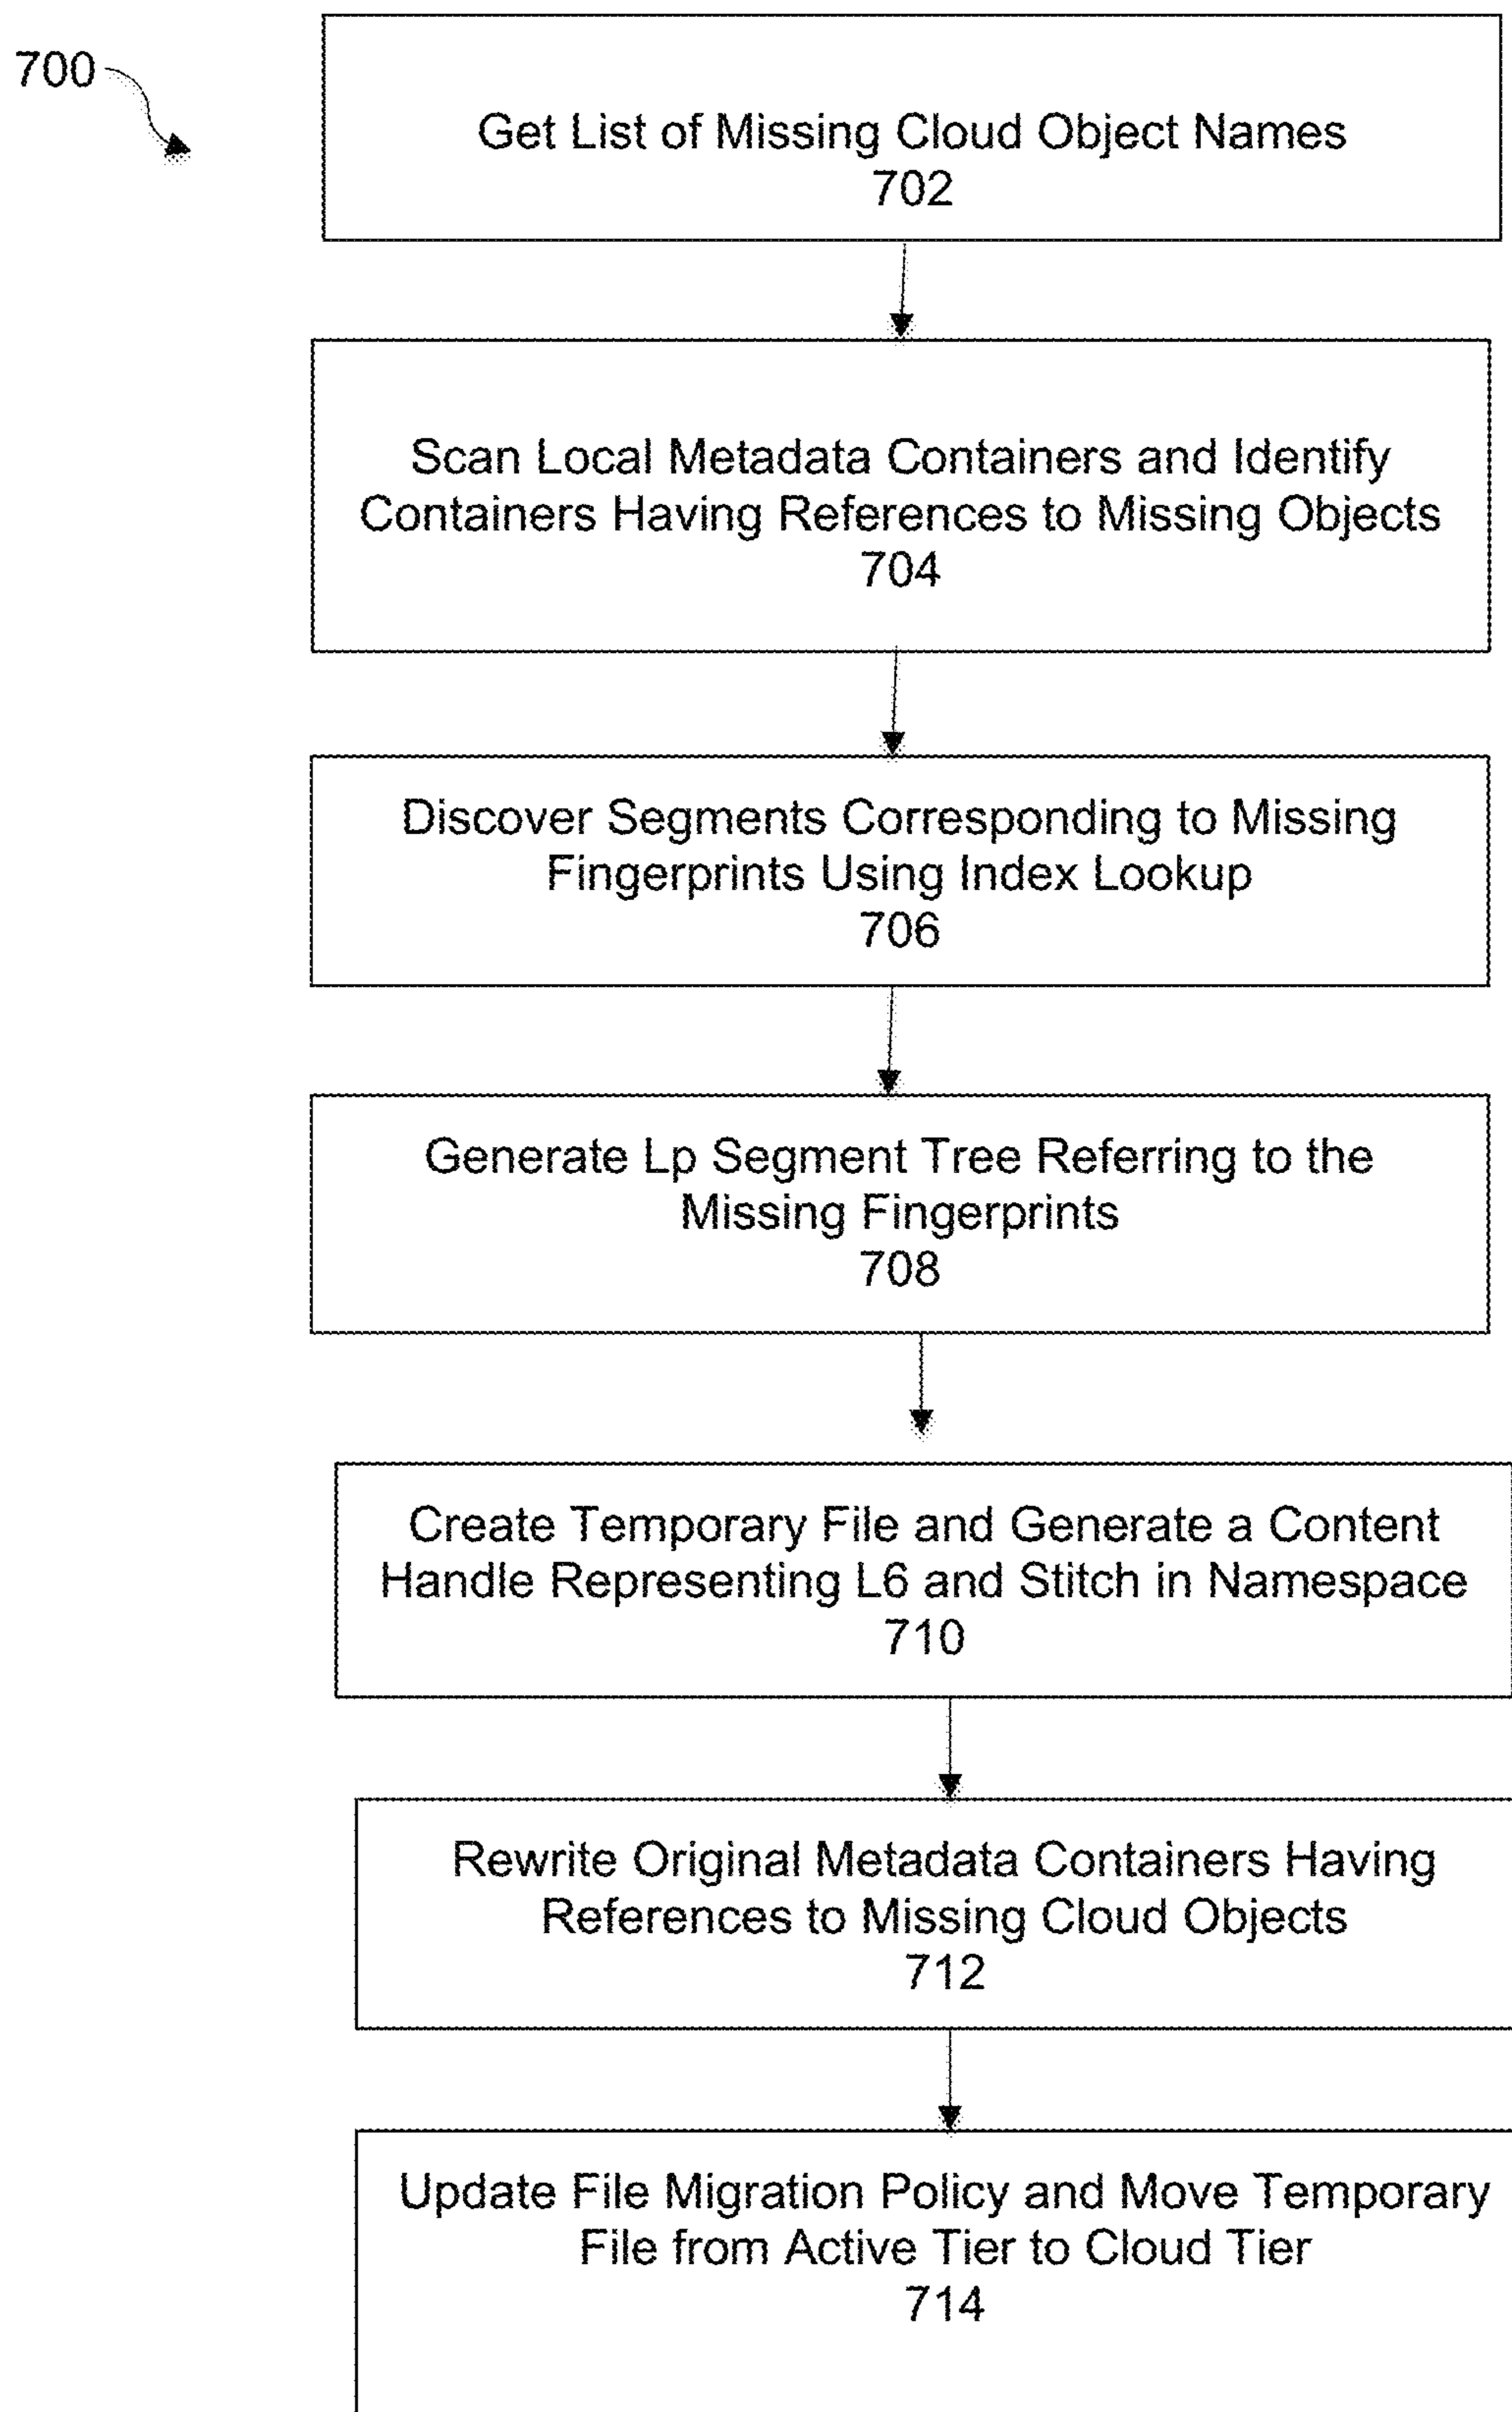 700
Get List of Missing Cloud Object Names
702
Scan Local Metadata Containers and Identify
Containers Having References to Missing Objects
704
Discover Segments Corresponding to Missing
Fingerprints Using Index Lookup
706
Generate Lp Segment Tree Referring to the
Missing Fingerprints
708
Create Temporary File and Generate a Content
Handle Representing L6 and Stitch in Namespace
710
Rewrite Original Metadata Containers Having
References to Missing Cloud Objects
712
Update File Migration Policy and Move Temporary
File from Active Tier to Cloud Tier
714